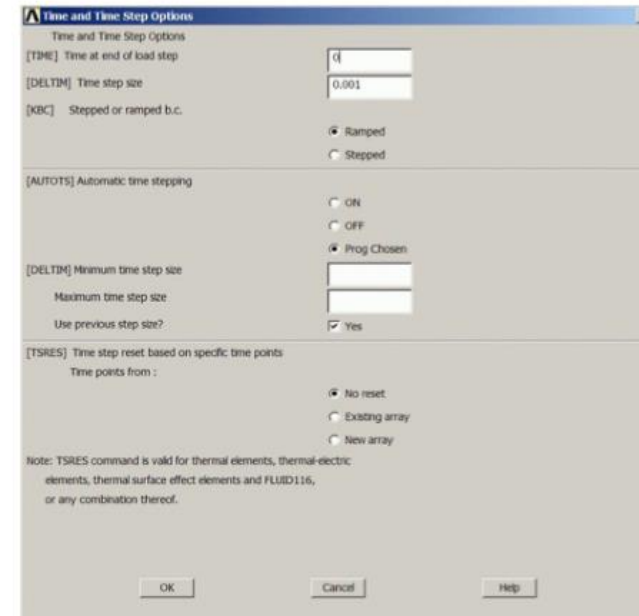 Time and Time Step Options
Time and Time Step Options
[TIME] Time at end of load step
0
[DELTIM] Time step size
0.001
[KBC] Stepped or ramped b.c.
Ramped
Stepped
[AUTOTS] Automatic time stepping
ON
OFF
Prog Chosen
[DELTIM] Minimum time step size
Maximum time step size
Use previous step size?
Yes
[TSRES] Time step reset based on specific time points
Time points from :
No reset
Existing array
New array
Note: TSRES command is valid for thermal elements, thermal-electric
elements, thermal surface effect elements and FLUID116,
or any combination thereof.
OK Cancel Help